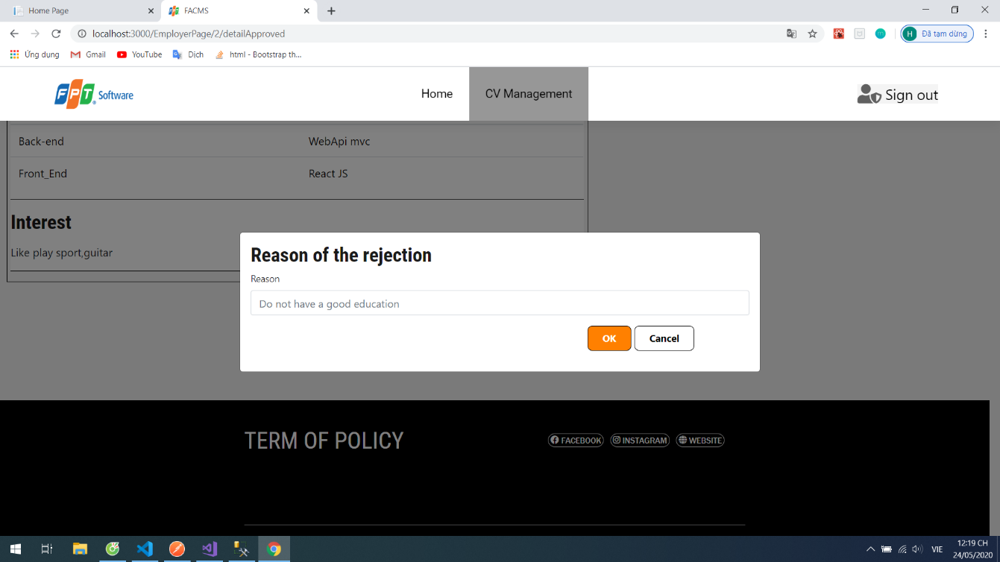 Home Page
FACMS
localhost:3000/EmployerPage/2/detailApproved
H Đã tạm dừng
Ứng dụng Gmail YouTube Dịch html - Bootstrap th...
FPT Software
Home
CV Management
Sign out
Back-end WebApi mvc
Front_End React JS
Interest
Like play sport,guitar
Reason of the rejection
Reason
Do not have a good education
OK Cancel
TERM OF POLICY
FACEBOOK INSTAGRAM WEBSITE
VIE
12:19 CH
24/05/2020